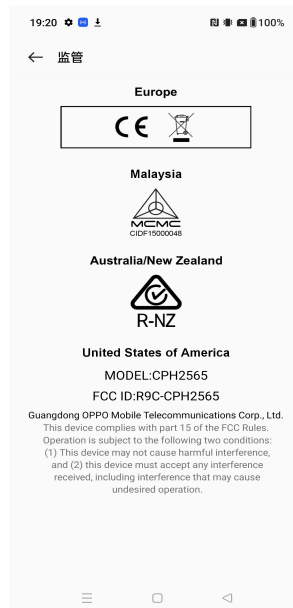 19:20 100%
监管
Europe
CE
Malaysia
MCMC
CIDF15000048
Australia/New Zealand
R-NZ
United States of America
MODEL:CPH2565
FCC ID:R9C-CPH2565
Guangdong OPPO Mobile Telecommunications Corp., Ltd.
This device complies with part 15 of the FCC Rules.
Operation is subject to the following two conditions:
(1) This device may not cause harmful interference,
and (2) this device must accept any interference
received, including interference that may cause
undesired operation.